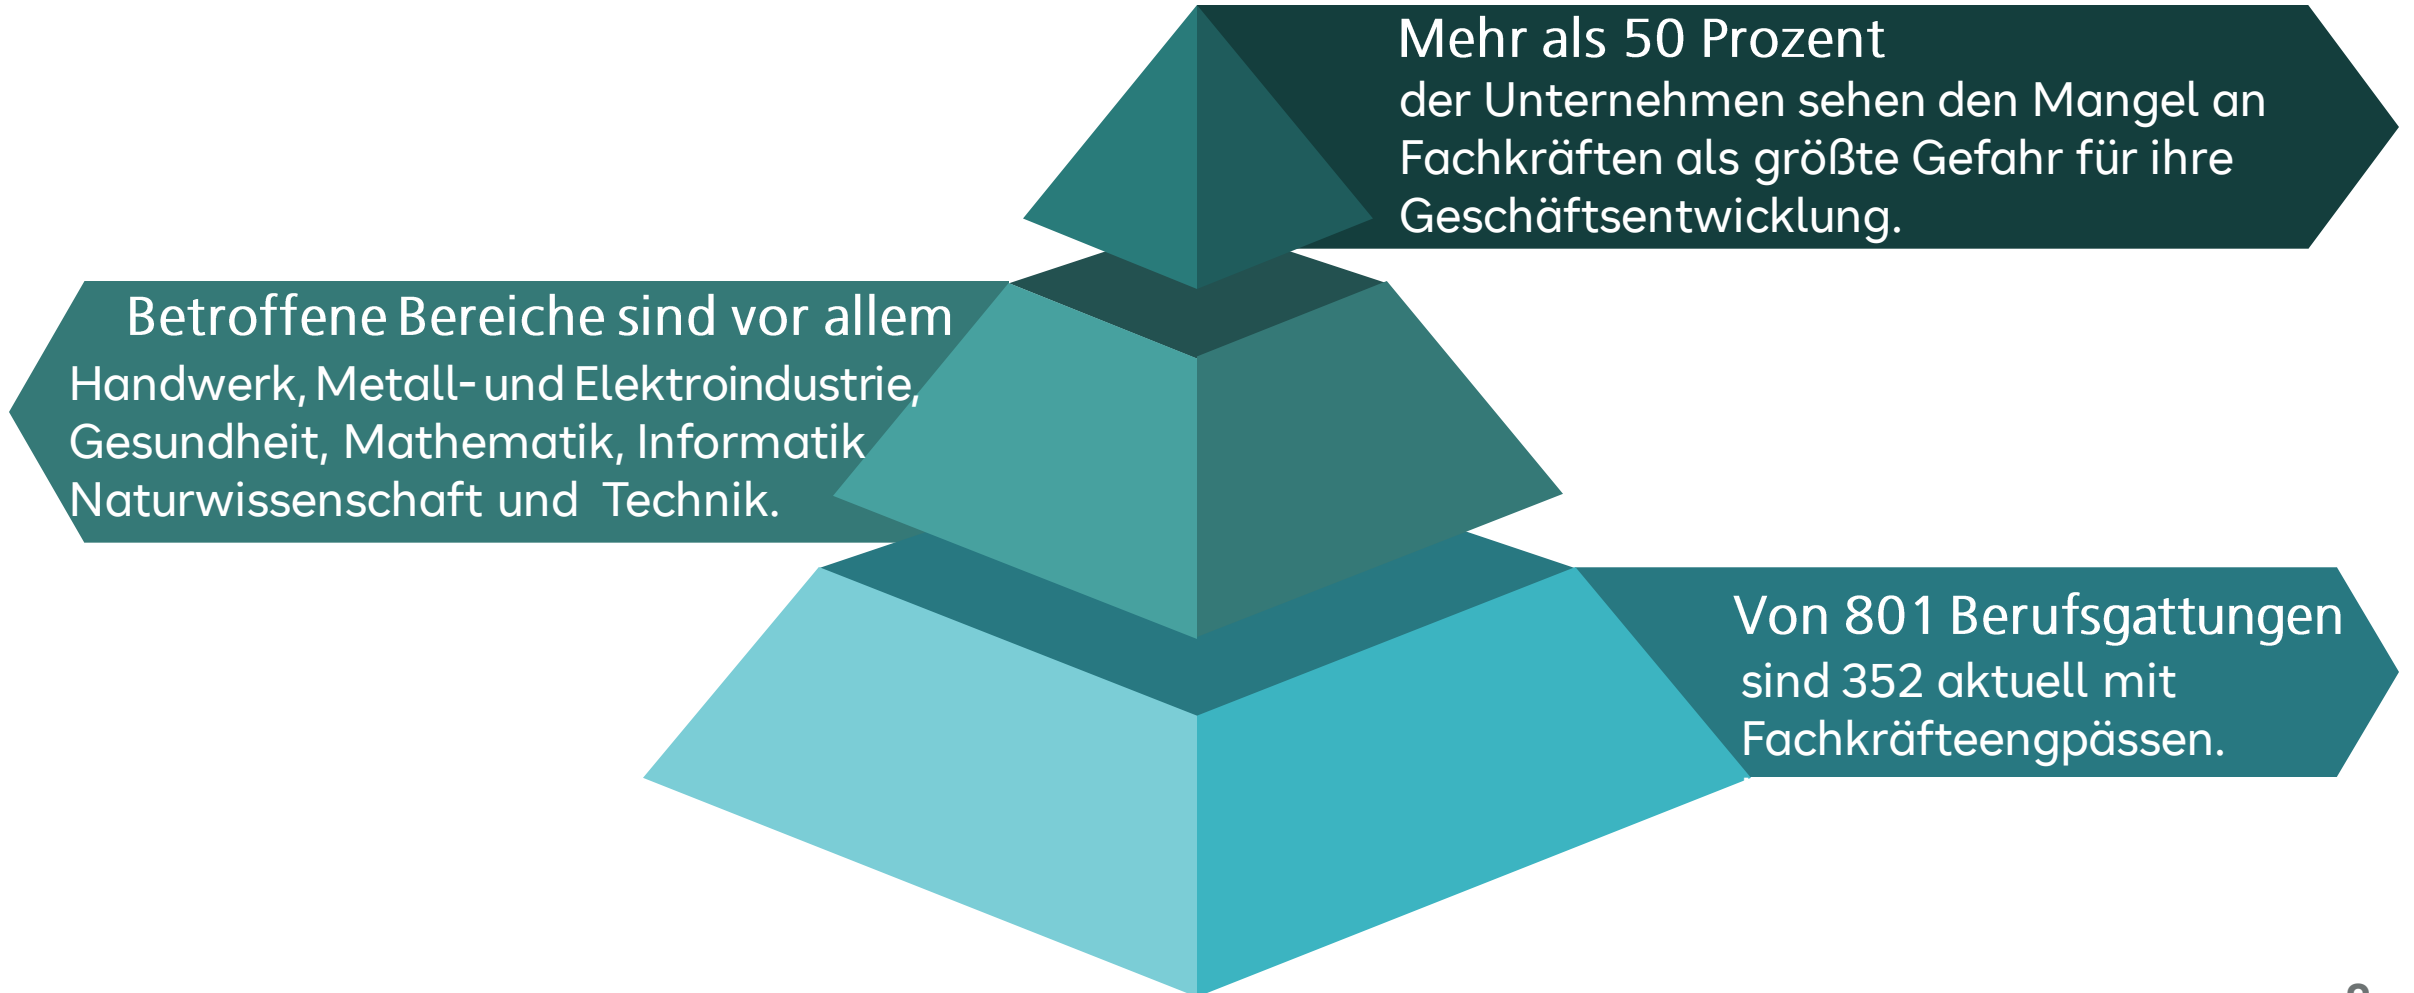 Mehr als 50 Prozent
der Unternehmen sehen den Mangel an
Fachkräften als größte Gefahr für ihre
Geschäftsentwicklung.
Betroffene Bereiche sind vor allem
Handwerk, Metall- und Elektroindustrie,
Gesundheit, Mathematik, Informatik
Naturwissenschaft und Technik.
Von 801 Berufsgattungen
sind 352 aktuell mit
Fachkräfteengpässen.